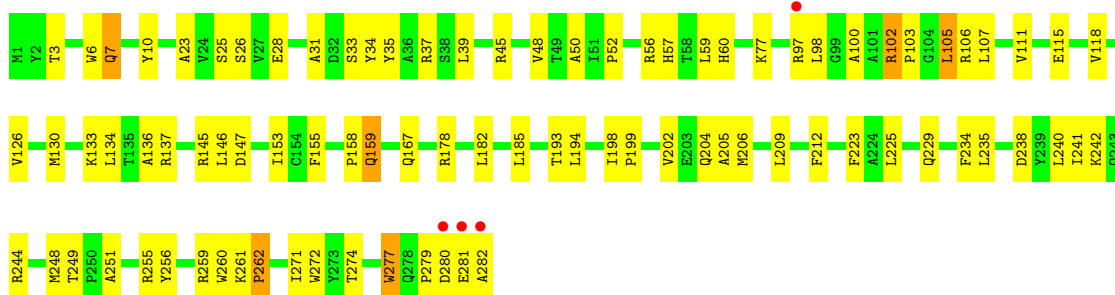 M1 Y2 T3 W6 Q7 Y10 A23 V24 S25 S26 V27 E28 A31 D32 S33 Y34 Y35 A36 R37 S38 L39 R45 V48 T49 A50 I51 P52 R56 H57 T58 L59 H60 K77 R97 L98 G99 A100 A101 R102 P103 G104 L105 R106 L107 V111 E115 V118
V126 M130 K133 L134 T135 A136 R137 R145 L146 D147 I153 C154 F155 P158 Q159 Q167 R178 L182 L185 T193 L194 I198 P199 V202 E203 Q204 A205 M206 L209 F212 F223 A224 L225 Q229 F234 L235 D238 Y239 L240 I241 K242
R244 M248 T249 P250 A251 R255 Y256 R259 W260 K261 P262 I271 W272 Y273 T274 W277 Q278 P279 D280 E281 A282